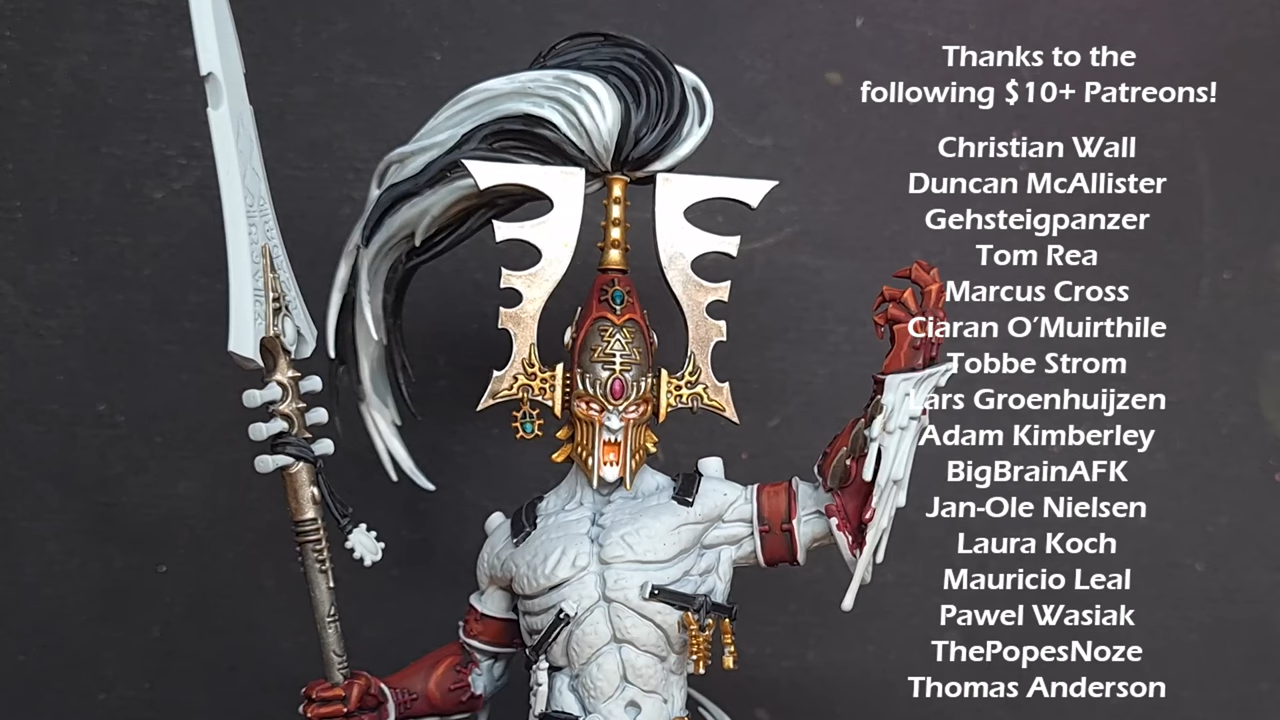 Thanks to the
following $10+ Patreons!
Christian Wall
Duncan McAllister
Gehsteigpanzer
Tom Rea
Marcus Cross
Ciaran O'Muirthile
Tobbe Strom
Lars Groenhuijzen
Adam Kimberley
BigBrainAFK
Jan-Ole Nielsen
Laura Koch
Mauricio Leal
Pawel Wasiak
ThePopesNoze
Thomas Anderson